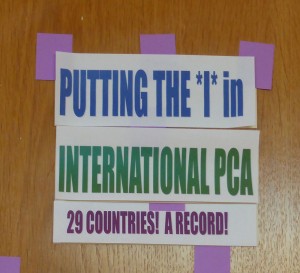 PUTTING THE *I* in
INTERNATIONAL PCA
29 COUNTRIES! A RECORD!